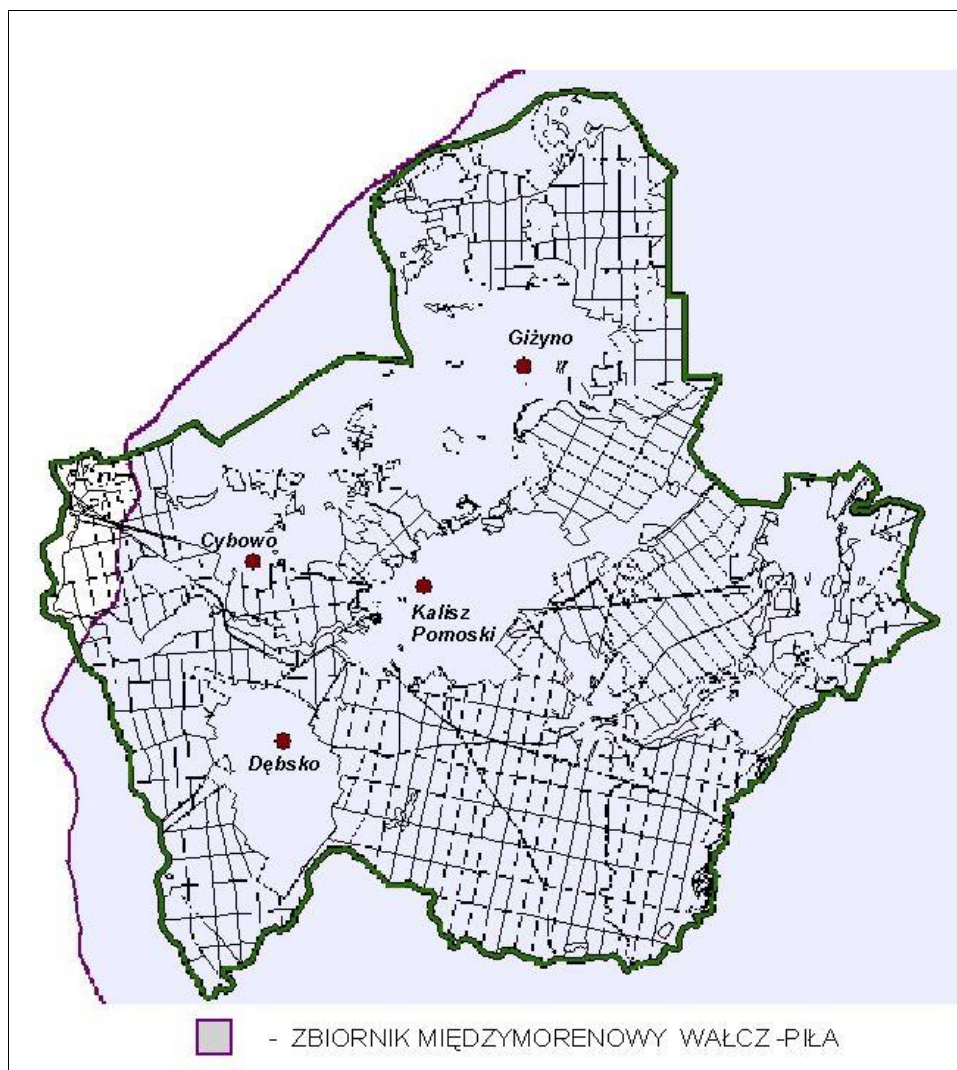 Giżyno
Cybowo
Kalisz
Pomoski
Dębsko
- ZBIORNIK MIĘDZYMORENOWY WAŁCZ -PIŁA